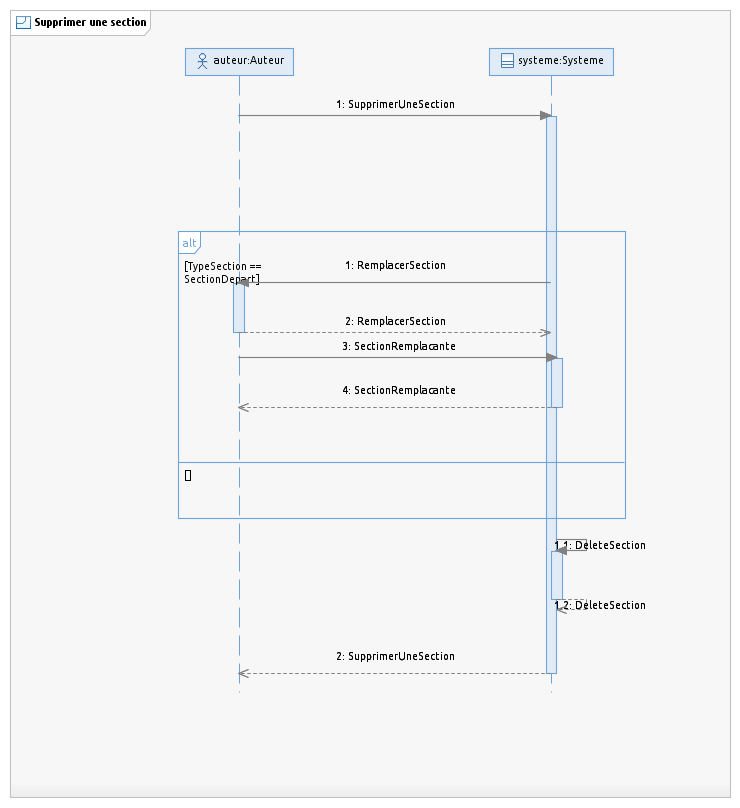 Supprimer une section
auteur:Auteur
systeme:Systeme
1: SupprimerUneSection
alt
[TypeSection ==
SectionDepart]
1: RemplacerSection
2: RemplacerSection
3: SectionRemplacante
4: SectionRemplacante
[]
1.1: DeleteSection
1.2: DeleteSection
2: SupprimerUneSection